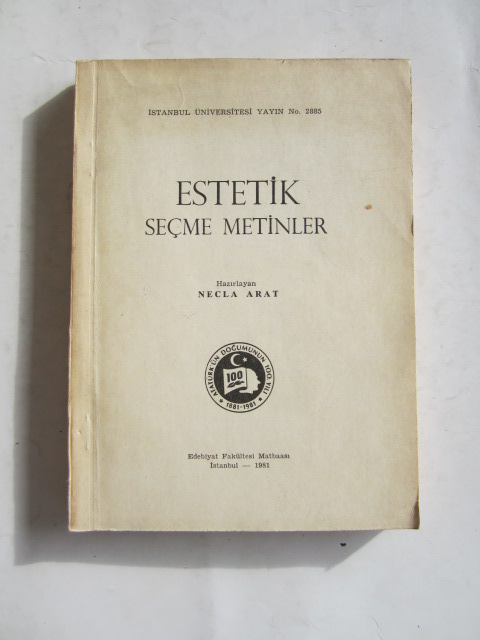 İSTANBUL ÜNİVERSİTESİ YAYIN No. 2885
ESTETİK
SEÇME METİNLER
Hazırlayan
NECLA ARAT
ATATÜRK'ÜN DOĞUMUNUN 100. YILI
100
★ 1881-1981 ★
Edebiyat Fakültesi Matbaası
İstanbul — 1981